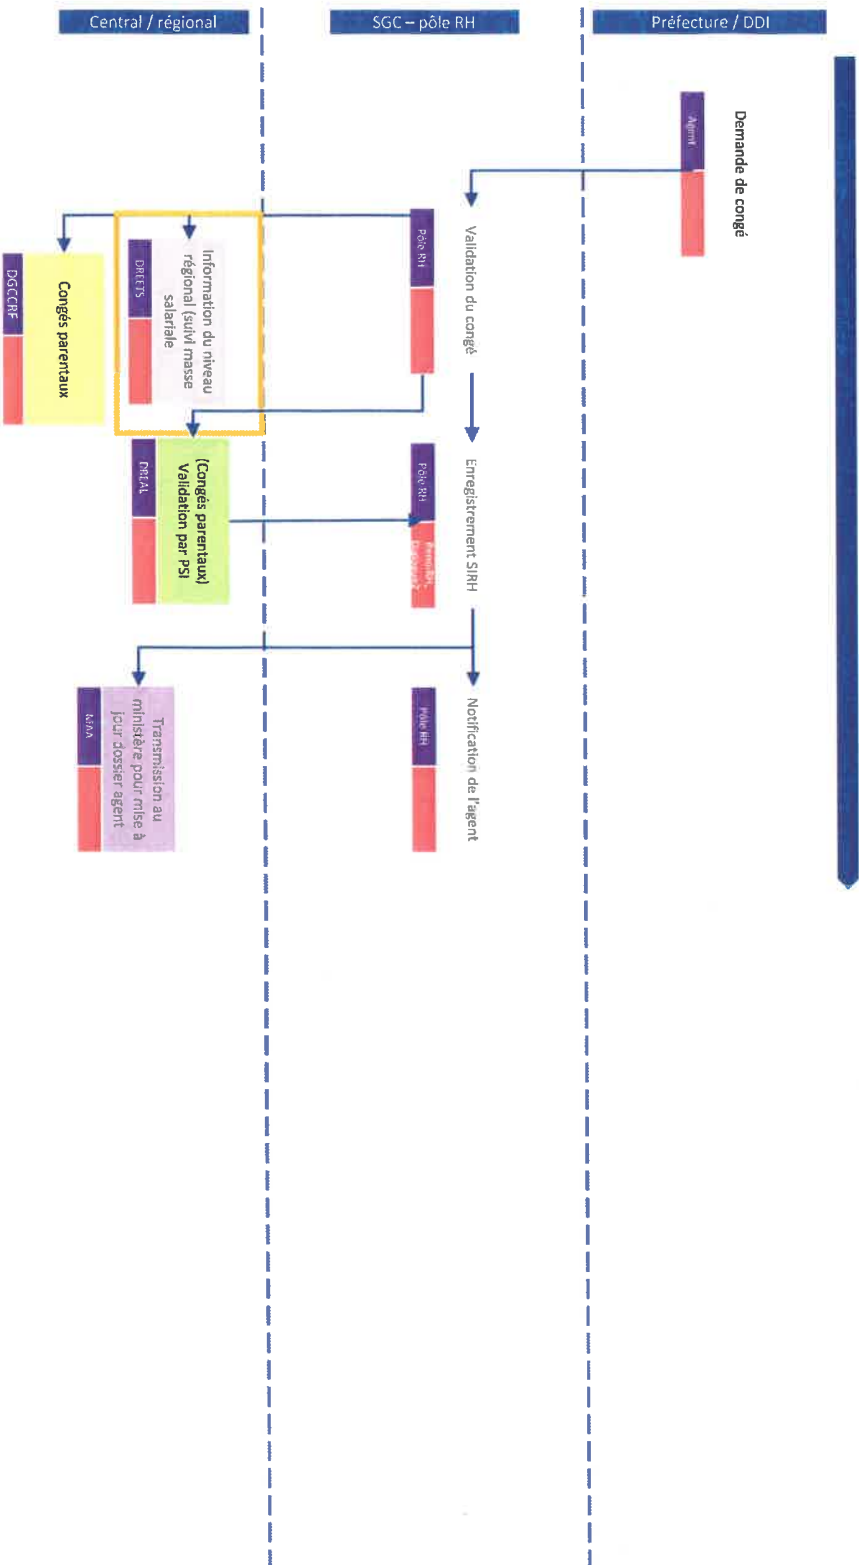 Préfecture / DDI
Demande de congé
Agent
SGC – pôle RH
Validation du congé
Pôle RH
Enregistrement SIRH
Pôle RH
Notification de l'agent
Pôle RH
Central / régional
Information du niveau
régional (suivi masse
salariale
DREETS
Congés parentaux
DGCCRF
(Congés parentaux)
Validation par PSI
DREAL
Transmission au
ministère pour mise à
jour dossier agent
MAA